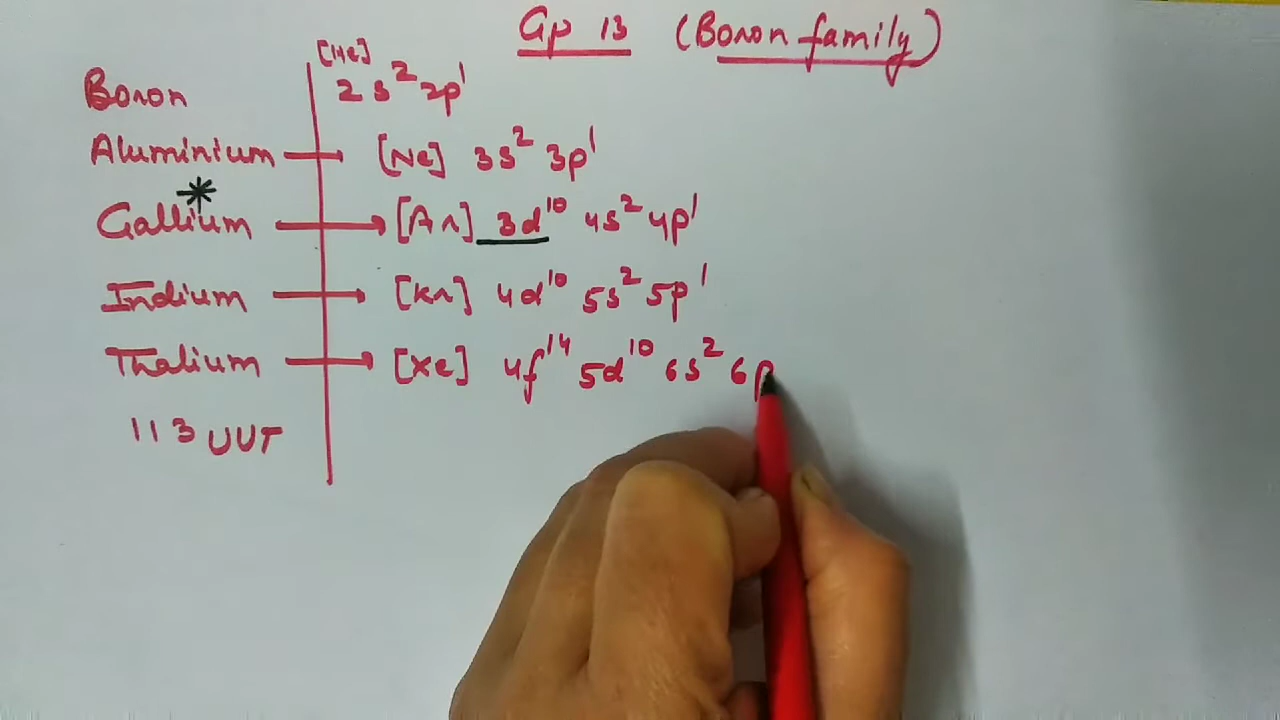 Gp 13 (Boron family)
Boron [He] 2s² 2p¹
Aluminium → [Ne] 3s² 3p¹
* Gallium → [Ar] 3d¹⁰ 4s² 4p¹
Indium → [Kr] 4d¹⁰ 5s² 5p¹
Thalium → [Xe] 4f¹⁴ 5d¹⁰ 6s² 6p
113 UUT